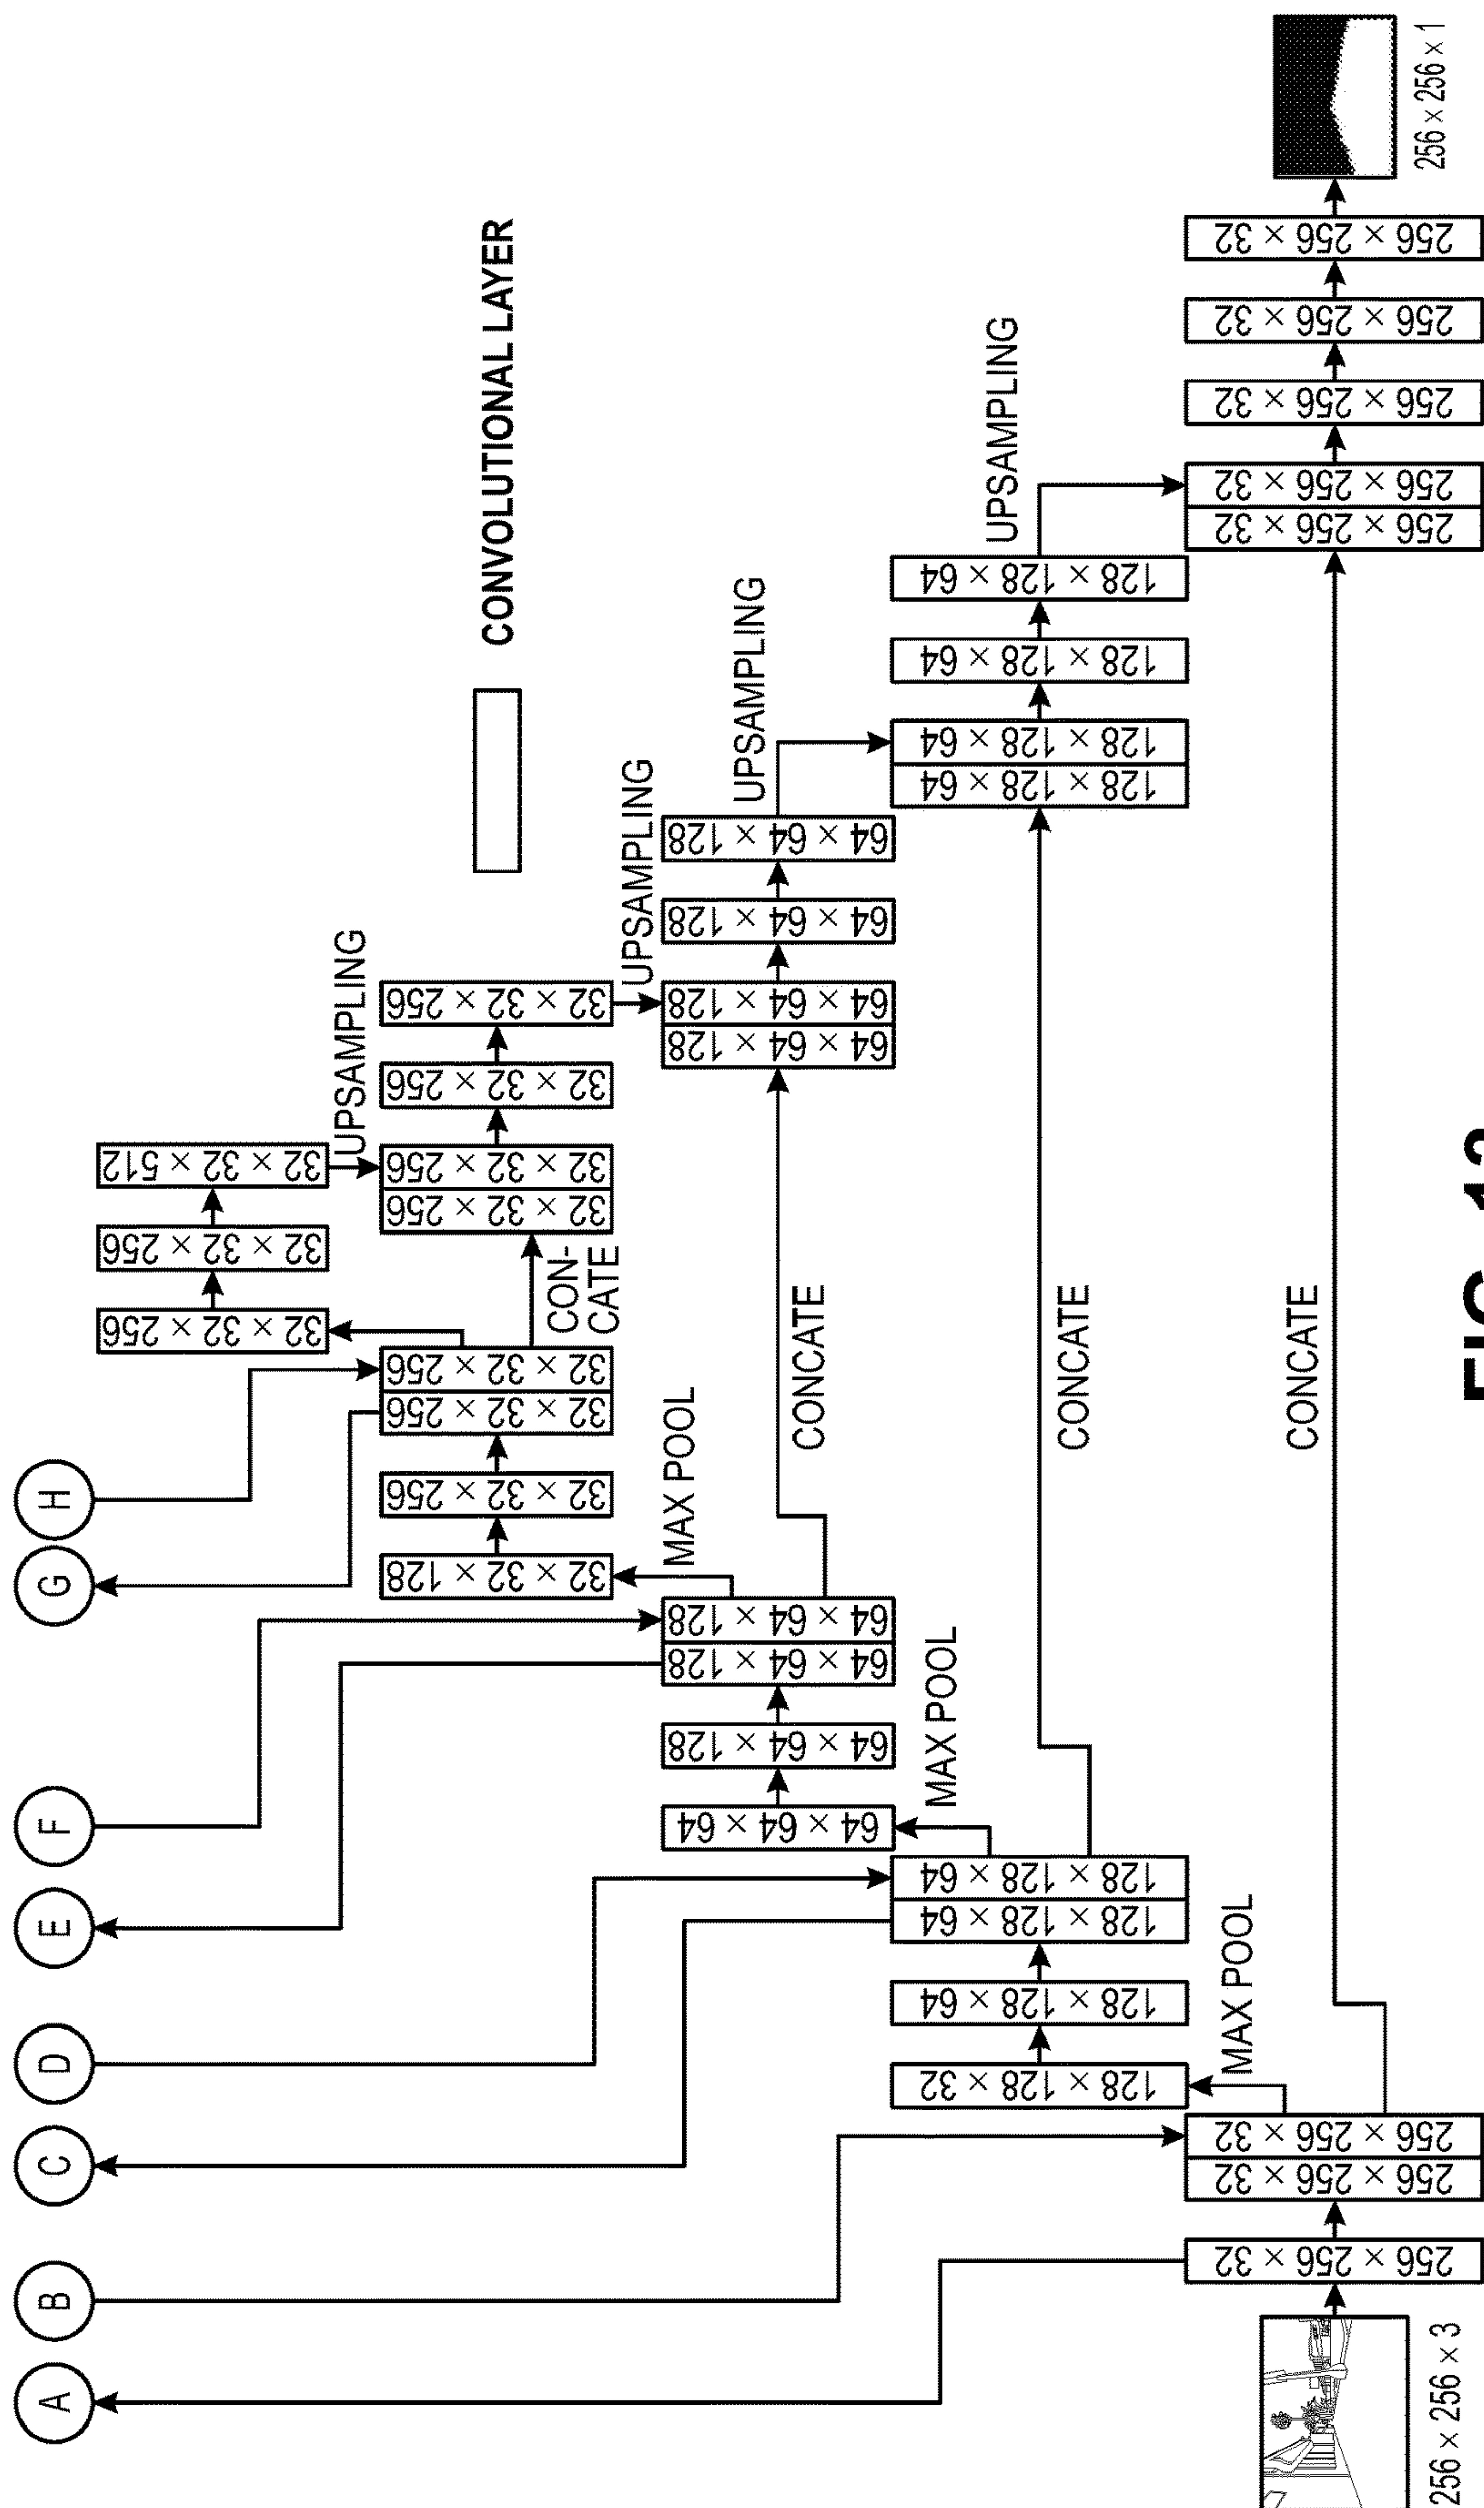 A
B
C
D
E
F
G
H
32 × 32 × 256
32 × 32 × 256
32 × 32 × 512
UPSAMPLING
32 × 32 × 128
32 × 32 × 256
32 × 32 × 256
32 × 32 × 256
CON-
CATE
32 × 32 × 256
32 × 32 × 256
32 × 32 × 256
32 × 32 × 256
CONVOLUTIONAL LAYER
MAX POOL
UPSAMPLING
64 × 64 × 64
64 × 64 × 128
64 × 64 × 128
64 × 64 × 128
CONCATE
64 × 64 × 128
64 × 64 × 128
64 × 64 × 128
64 × 64 × 128
UPSAMPLING
MAX POOL
128 × 128 × 32
128 × 128 × 64
128 × 128 × 64
128 × 128 × 64
CONCATE
128 × 128 × 64
128 × 128 × 64
128 × 128 × 64
128 × 128 × 64
UPSAMPLING
MAX POOL
256 × 256 × 32
256 × 256 × 32
256 × 256 × 32
CONCATE
256 × 256 × 32
256 × 256 × 32
256 × 256 × 32
256 × 256 × 32
256 × 256 × 32
256 × 256 × 3
256 × 256 × 1